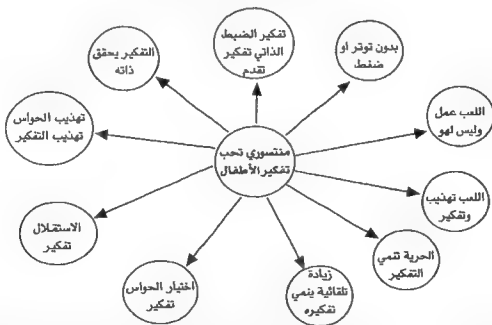 تفكير الضبط
الذاتي تفكير
تقدم
بدون توتر او
ضغط
التفكير يحقق
ذاته
اللعب عمل
وليس لهو
تهذيب الحواس
تهذيب التفكير
منتسوري تحب
تفكير الأطفال
اللعب تهذيب
وتفكير
الاستقلال
تفكير
الحرية تنمي
التفكير
اختيار الحواس
تفكير
زيادة
تلقائية ينمي
تفكيره